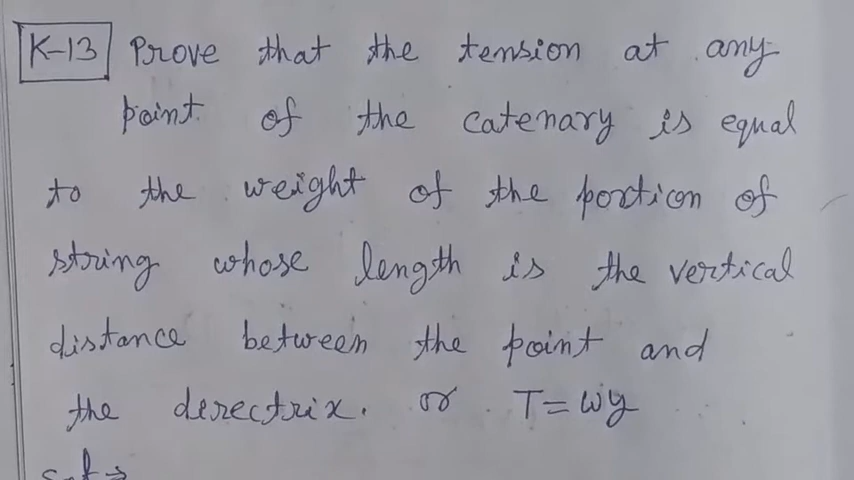 K-13 Prove that the tension at any
point of the catenary is equal
to the weight of the portion of
string whose length is the vertical
distance between the point and
the derectrix. or T=wy